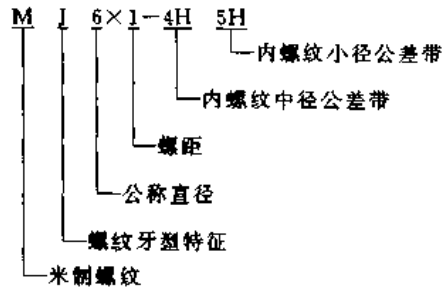 M J 6×1-4H 5H
内螺纹小径公差带
内螺纹中径公差带
螺距
公称直径
螺纹牙型特征
米制螺纹